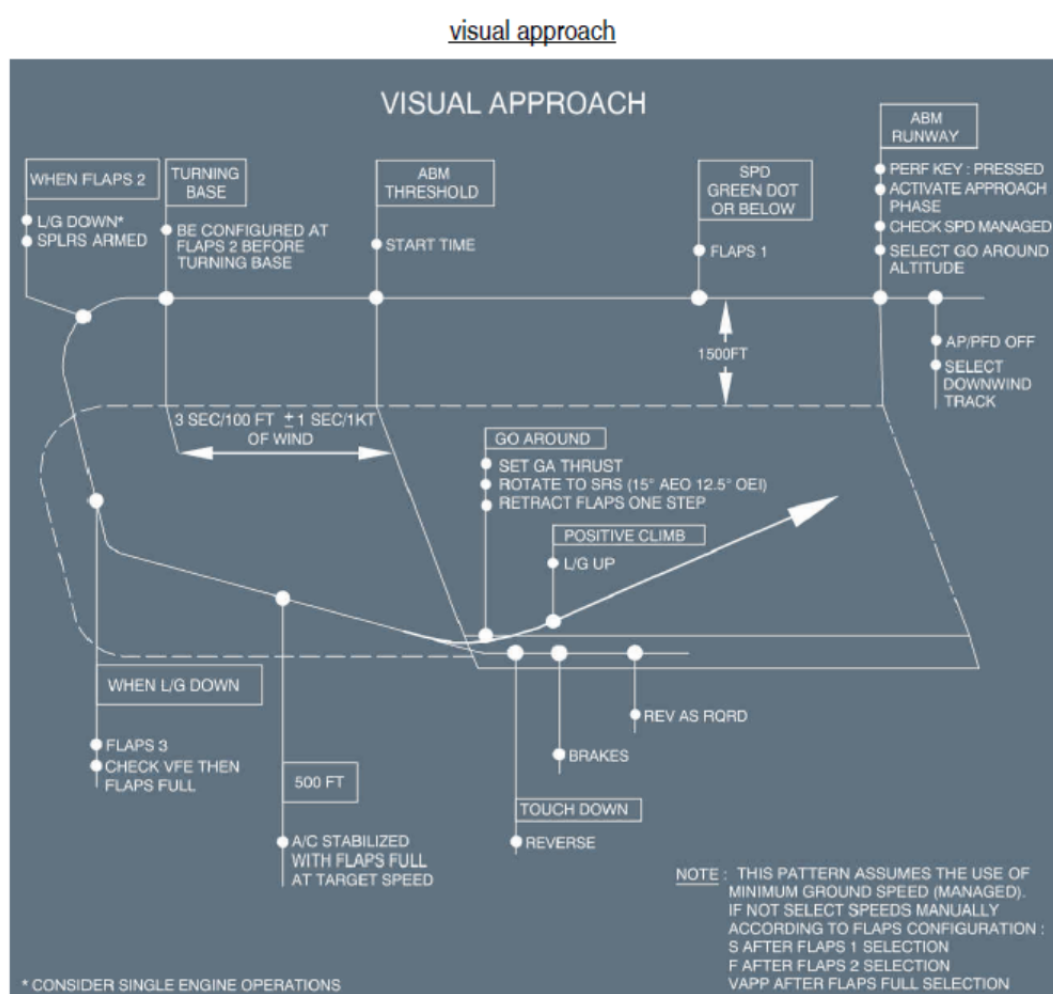 visual approach
VISUAL APPROACH
WHEN FLAPS 2
L/G DOWN*
SPLRS ARMED
TURNING
BASE
BE CONFIGURED AT
FLAPS 2 BEFORE
TURNING BASE
ABM
THRESHOLD
START TIME
SPD
GREEN DOT
OR BELOW
FLAPS 1
ABM
RUNWAY
PERF KEY : PRESSED
ACTIVATE APPROACH
PHASE
CHECK SPD MANAGED
SELECT GO AROUND
ALTITUDE
1500FT
AP/PFD OFF
SELECT
DOWNWIND
TRACK
3 SEC/100 FT ±1 SEC/1KT
OF WIND
GO AROUND
SET GA THRUST
ROTATE TO SRS (15° AEO 12.5° OEI)
RETRACT FLAPS ONE STEP
POSITIVE CLIMB
L/G UP
WHEN L/G DOWN
FLAPS 3
CHECK VFE THEN
FLAPS FULL
500 FT
A/C STABILIZED
WITH FLAPS FULL
AT TARGET SPEED
REV AS RQRD
BRAKES
TOUCH DOWN
REVERSE
NOTE : THIS PATTERN ASSUMES THE USE OF
MINIMUM GROUND SPEED (MANAGED).
IF NOT SELECT SPEEDS MANUALLY
ACCORDING TO FLAPS CONFIGURATION :
S AFTER FLAPS 1 SELECTION
F AFTER FLAPS 2 SELECTION
VAPP AFTER FLAPS FULL SELECTION
* CONSIDER SINGLE ENGINE OPERATIONS